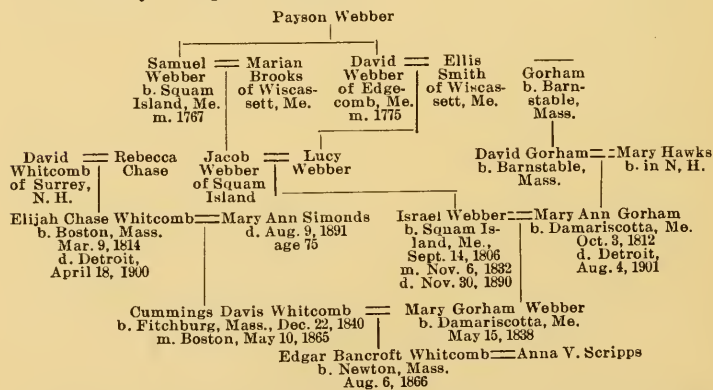 Payson Webber
Samuel Webber b. Squam Island, Me. m. 1767
Marian Brooks of Wiscassett, Me.
David Webber of Edgecomb, Me. m. 1775
Ellis Smith of Wiscassett, Me.
Gorham b. Barnstable, Mass.
David Whitcomb of Surrey, N. H.
Rebecca Chase
Jacob Webber of Squam Island
Lucy Webber
David Gorham b. Barnstable, Mass.
Mary Hawks b. in N, H.
Elijah Chase Whitcomb
b. Boston, Mass.
Mar. 9, 1814
d. Detroit,
April 18, 1900
Mary Ann Simonds
d. Aug. 9, 1891
age 75
Israel Webber
b. Squam Is-
land, Me.,
Sept. 14, 1806
m. Nov. 6, 1832
d. Nov. 30, 1890
Mary Ann Gorham
b. Damariscotta, Me.
Oct. 3, 1812
d. Detroit,
Aug. 4, 1901
Cummings Davis Whitcomb
b. Fitchburg, Mass., Dec. 22, 1840
m. Boston, May 10, 1865
Mary Gorham Webber
b. Damariscotta, Me.
May 15, 1838
Edgar Bancroft Whitcomb
b. Newton, Mass.
Aug. 6, 1866
Anna V. Scripps